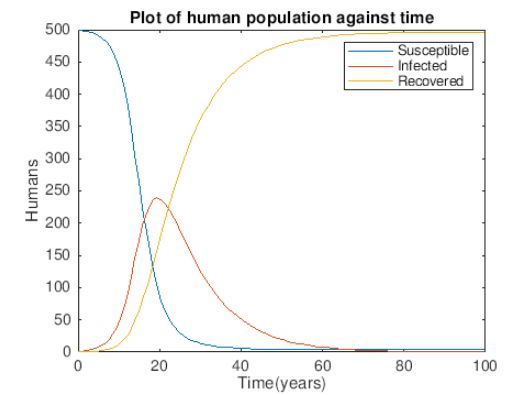 Plot of human population against time
500
450
400
350
300
250
200
150
100
50
0
Humans
Susceptible
Infected
Recovered
0 20 40 60 80 100
Time(years)